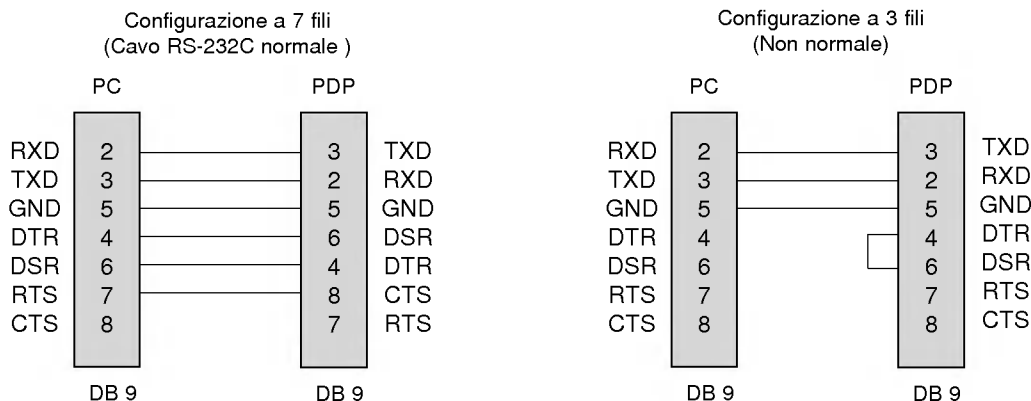 Configurazione a 7 fili
(Cavo RS-232C normale )
PC PDP
RXD 2 3 TXD
TXD 3 2 RXD
GND 5 5 GND
DTR 4 6 DSR
DSR 6 4 DTR
RTS 7 8 CTS
CTS 8 7 RTS
DB 9 DB 9
Configurazione a 3 fili
(Non normale)
PC PDP
RXD 2 3 TXD
TXD 3 2 RXD
GND 5 5 GND
DTR 4 4 DTR
DSR 6 6 DSR
RTS 7 7 RTS
CTS 8 8 CTS
DB 9 DB 9